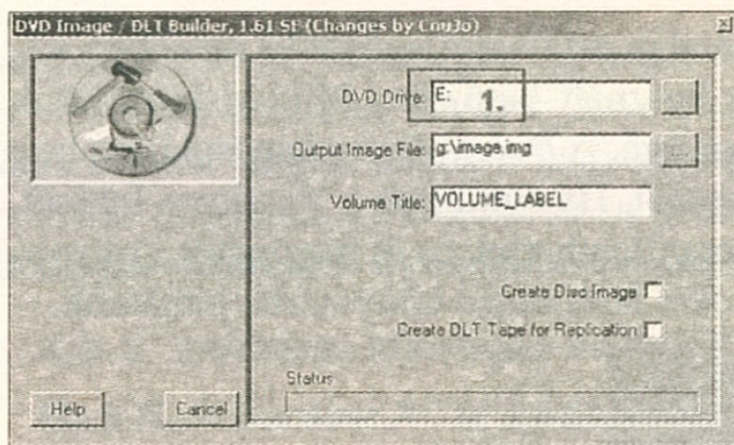 DVD Image / DLT Builder, 1.61 SE (Changes by Cnu3o)
DVD Drive: E: 1. ...
Output Image File: g:\image.img ...
Volume Title: VOLUME_LABEL
Create Disc Image
Create DLT Tape for Replication
Status
Help Cancel